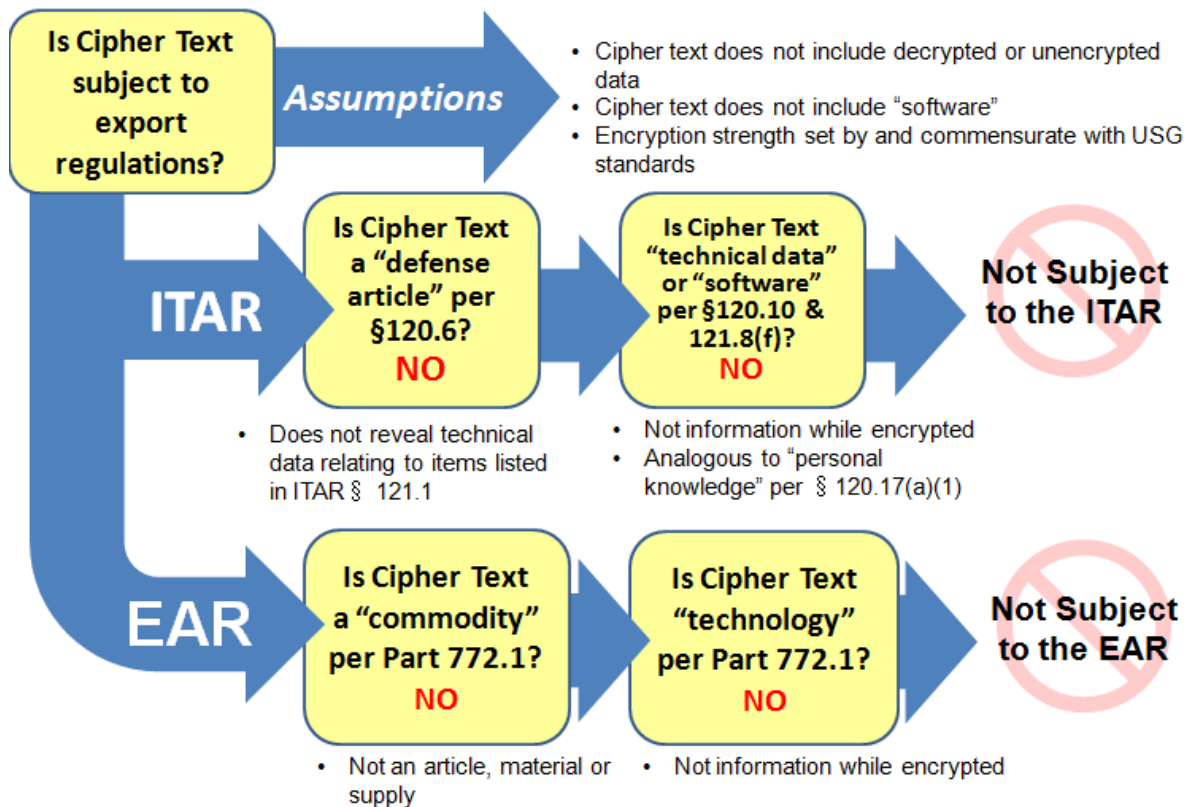 Is Cipher Text
subject to
export
regulations?
Assumptions
• Cipher text does not include decrypted or unencrypted
data
• Cipher text does not include “software”
• Encryption strength set by and commensurate with USG
standards
ITAR
Is Cipher Text
a “defense
article” per
§120.6?
NO
• Does not reveal technical
data relating to items listed
in ITAR § 121.1
Is Cipher Text
“technical data”
or “software”
per §120.10 &
121.8(f)?
NO
• Not information while encrypted
• Analogous to “personal
knowledge” per § 120.17(a)(1)
Not Subject
to the ITAR
EAR
Is Cipher Text
a “commodity”
per Part 772.1?
NO
• Not an article, material or
supply
Is Cipher Text
“technology”
per Part 772.1?
NO
• Not information while encrypted
Not Subject
to the EAR